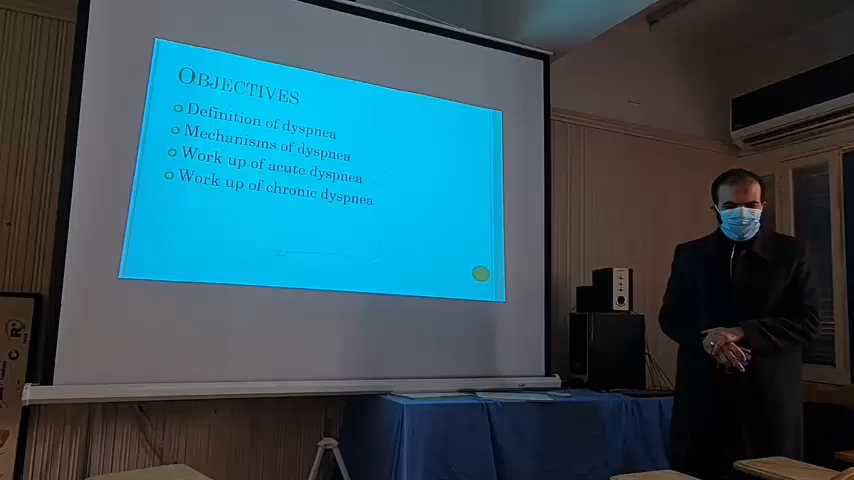 OBJECTIVES
Definition of dyspnea
Mechanisms of dyspnea
Work up of acute dyspnea
Work up of chronic dyspnea